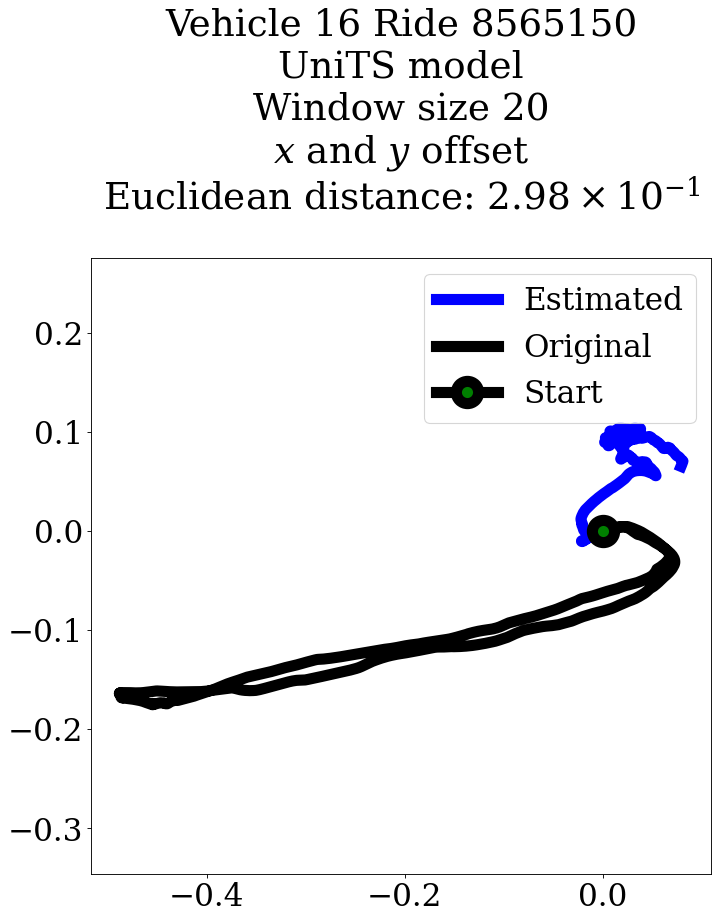 Vehicle 16 Ride 8565150
UniTS model
Window size 20
x and y offset
Euclidean distance: 2.98 × 10⁻¹
Estimated
Original
Start
0.2
0.1
0.0
−0.1
−0.2
−0.3
−0.4
−0.2
0.0